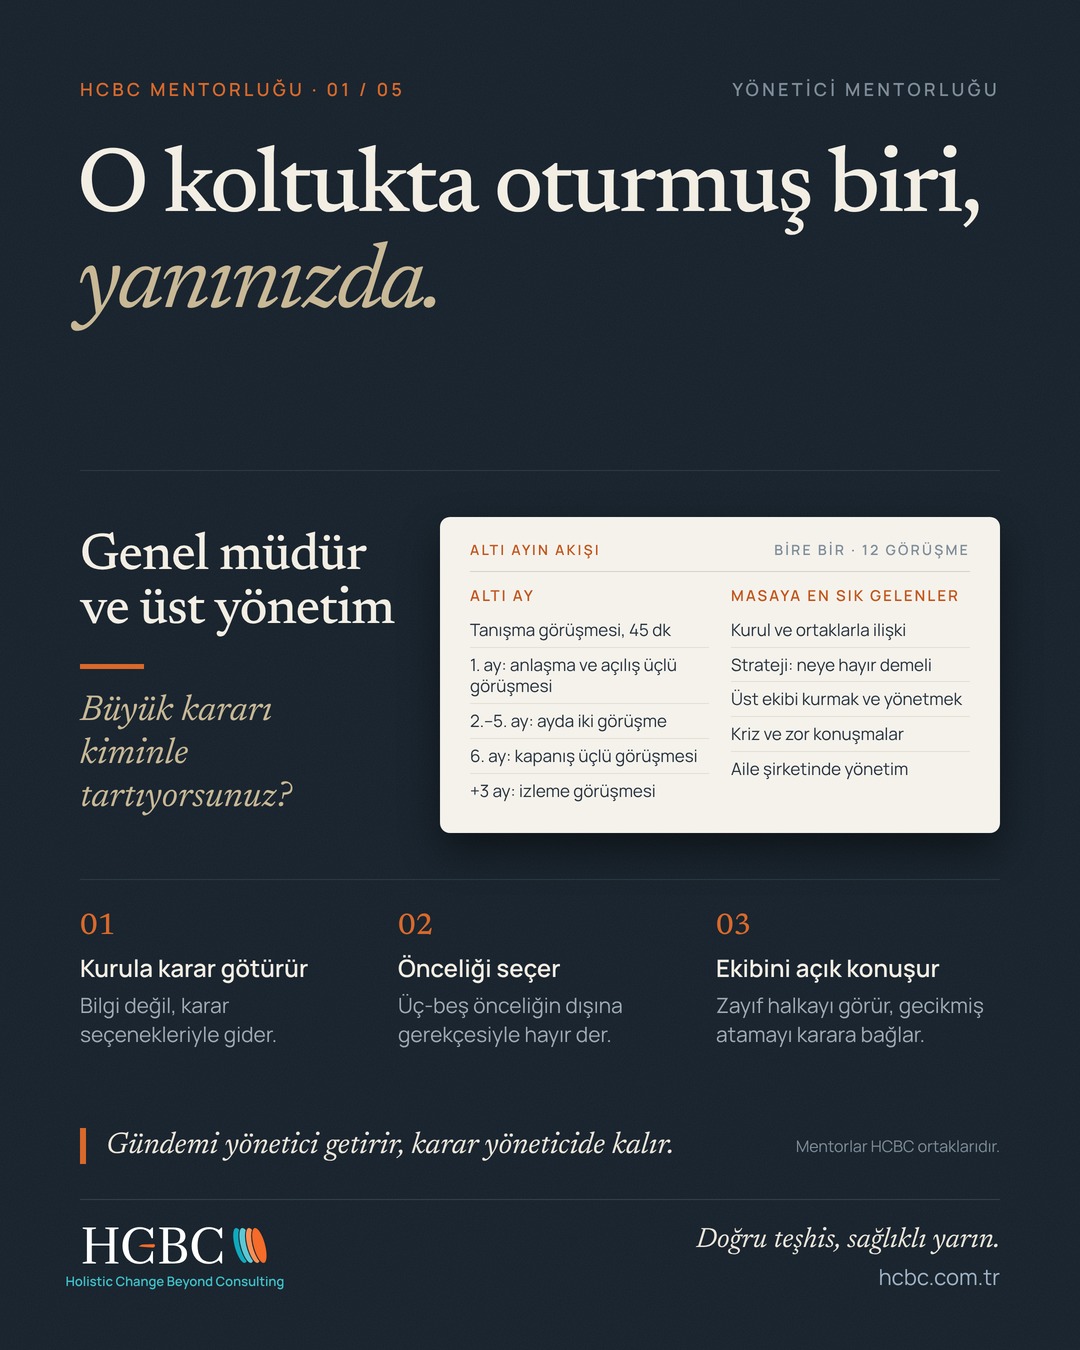 HCBC MENTORLUĞU · 01 / 05
YÖNETİCİ MENTORLUĞU
O koltukta oturmuş biri,
yanınızda.
Genel müdür
ve üst yönetim
Büyük kararı
kiminle
tartıyorsunuz?
ALTI AYIN AKIŞI
BİRE BİR · 12 GÖRÜŞME
ALTI AY
Tanışma görüşmesi, 45 dk
1. ay: anlaşma ve açılış üçlü
görüşmesi
2.–5. ay: ayda iki görüşme
6. ay: kapanış üçlü görüşmesi
+3 ay: izleme görüşmesi
MASAYA EN SIK GELENLER
Kurul ve ortaklarla ilişki
Strateji: neye hayır demeli
Üst ekibi kurmak ve yönetmek
Kriz ve zor konuşmalar
Aile şirketinde yönetim
01
Kurula karar götürür
Bilgi değil, karar
seçenekleriyle gider.
02
Önceliği seçer
Üç-beş önceliğin dışına
gerekçesiyle hayır der.
03
Ekibini açık konuşur
Zayıf halkayı görür, gecikmiş
atamayı karara bağlar.
Gündemi yönetici getirir, karar yöneticide kalır.
Mentorlar HCBC ortaklarıdır.
HCBC
Holistic Change Beyond Consulting
Doğru teşhis, sağlıklı yarın.
hcbc.com.tr